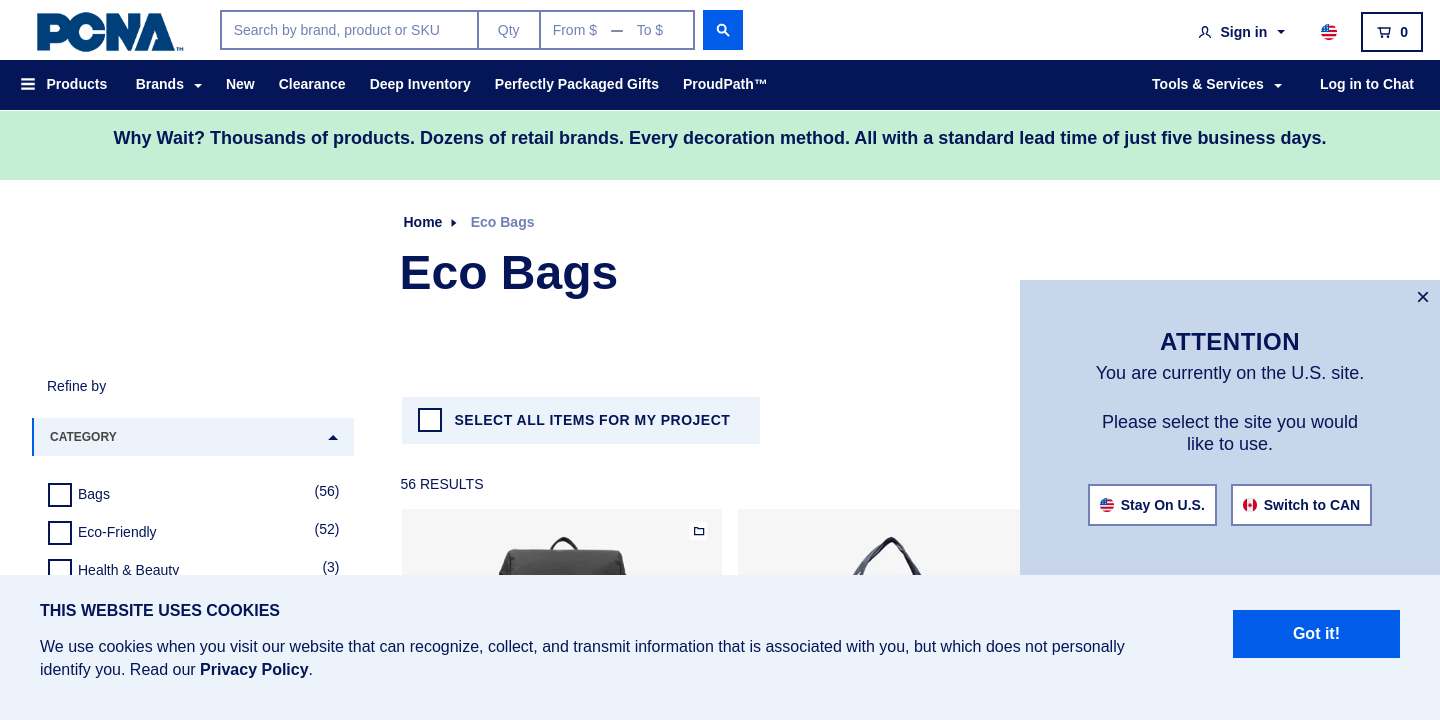 PCNA™
Search by brand, product or SKU
Qty
From $ — To $
Sign in
0
Products
Brands
New
Clearance
Deep Inventory
Perfectly Packaged Gifts
ProudPath™
Tools & Services
Log in to Chat
Why Wait? Thousands of products. Dozens of retail brands. Every decoration method. All with a standard lead time of just five business days.
Home
Eco Bags
Eco Bags
Refine by
CATEGORY
Bags (56)
Eco-Friendly (52)
Health & Beauty (3)
SELECT ALL ITEMS FOR MY PROJECT
56 RESULTS
×
ATTENTION
You are currently on the U.S. site.
Please select the site you would
like to use.
Stay On U.S.
Switch to CAN
THIS WEBSITE USES COOKIES
We use cookies when you visit our website that can recognize, collect, and transmit information that is associated with you, but which does not personally
identify you. Read our Privacy Policy.
Got it!